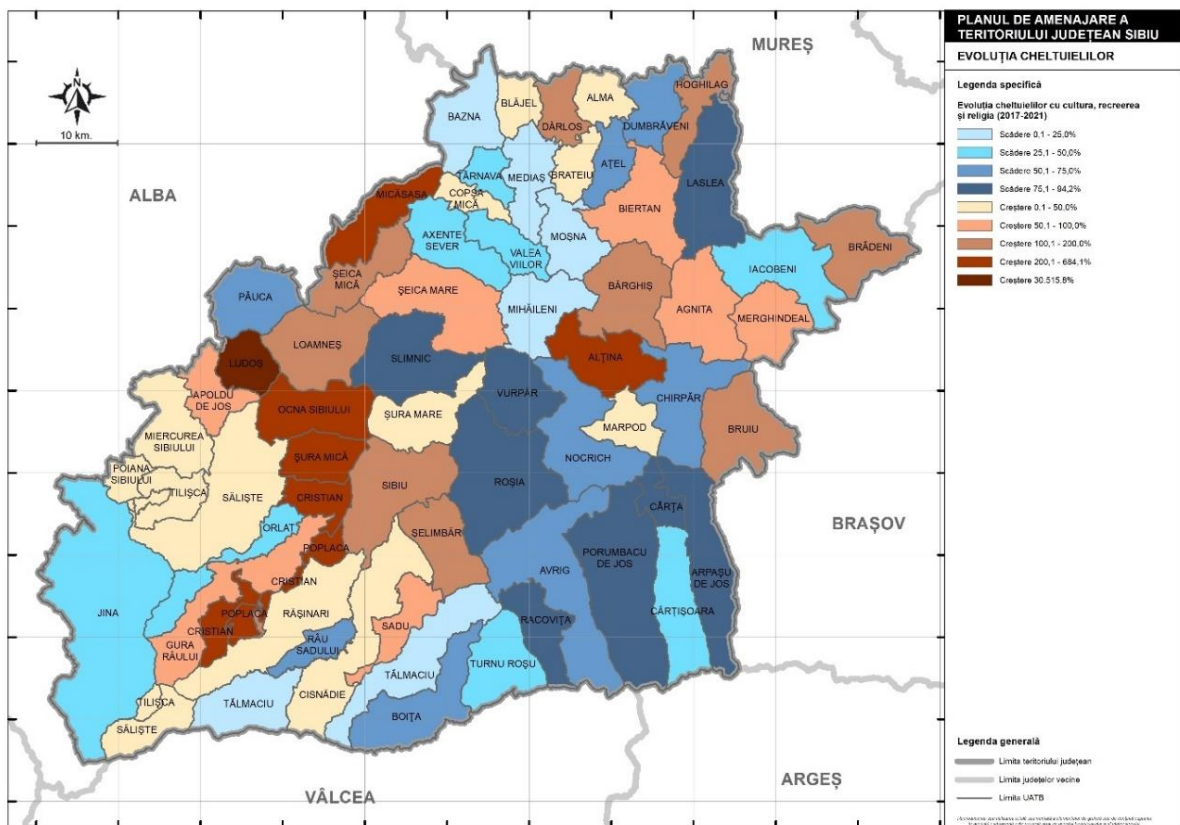 PLANUL DE AMENAJARE A
TERITORIULUI JUDEȚEAN SIBIU
EVOLUȚIA CHELTUIELILOR
Legenda specifică
Evoluția cheltuielilor cu cultura, recreerea
și religia (2017-2021)
Scădere 0.1 - 25,0%
Scădere 25,1 - 50,0%
Scădere 50,1 - 75,0%
Scădere 75,1 - 94,2%
Creștere 0.1 - 50,0%
Creștere 50,1 - 100,0%
Creștere 100,1 - 200,0%
Creștere 200,1 - 684,1%
Creștere 30.515,8%
Legenda generală
Limita teritoriului județean
Limita județelor vecine
Limita UATB
N
10 km.
MUREȘ
ALBA
BRAȘOV
ARGEȘ
VÂLCEA
HOGHILAG
BLĂJEL
ALMA
BAZNA
DÂRLOS
DUMBRĂVENI
AȚEL
TÂRNAVA
MEDIAȘ
BRATEIU
LASLEA
MICĂSASA
COPȘA
MICĂ
BIERTAN
AXENTE
SEVER
MOȘNA
VALEA
VIILOR
BRĂDENI
IACOBENI
ȘEICA
MICĂ
BÂRGHIȘ
ȘEICA MARE
PĂUCA
MIHĂILENI
AGNITA
MERGHINDEAL
LOAMNEȘ
SLIMNIC
ALȚINA
LUDOȘ
APOLDU
DE JOS
VURPĂR
CHIRPĂR
OCNA SIBIULUI
ȘURA MARE
MARPOD
BRUIU
MIERCUREA
SIBIULUI
ȘURA MICĂ
NOCRICH
POIANA
SIBIULUI
TILIȘCA
SĂLIȘTE
CRISTIAN
SIBIU
ROȘIA
CÂRȚA
ORLAT
ȘELIMBĂR
POPLACA
AVRIG
PORUMBACU
DE JOS
ARPAȘU
DE JOS
CRISTIAN
JINA
POPLACA
RĂȘINARI
CÂRȚIȘOARA
RACOVIȚA
CRISTIAN
SADU
RÂU
SADULUI
GURA
RÂULUI
TURNU ROȘU
TĂLMACIU
CISNĂDIE
TILIȘCA
TĂLMACIU
BOIȚA
SĂLIȘTE